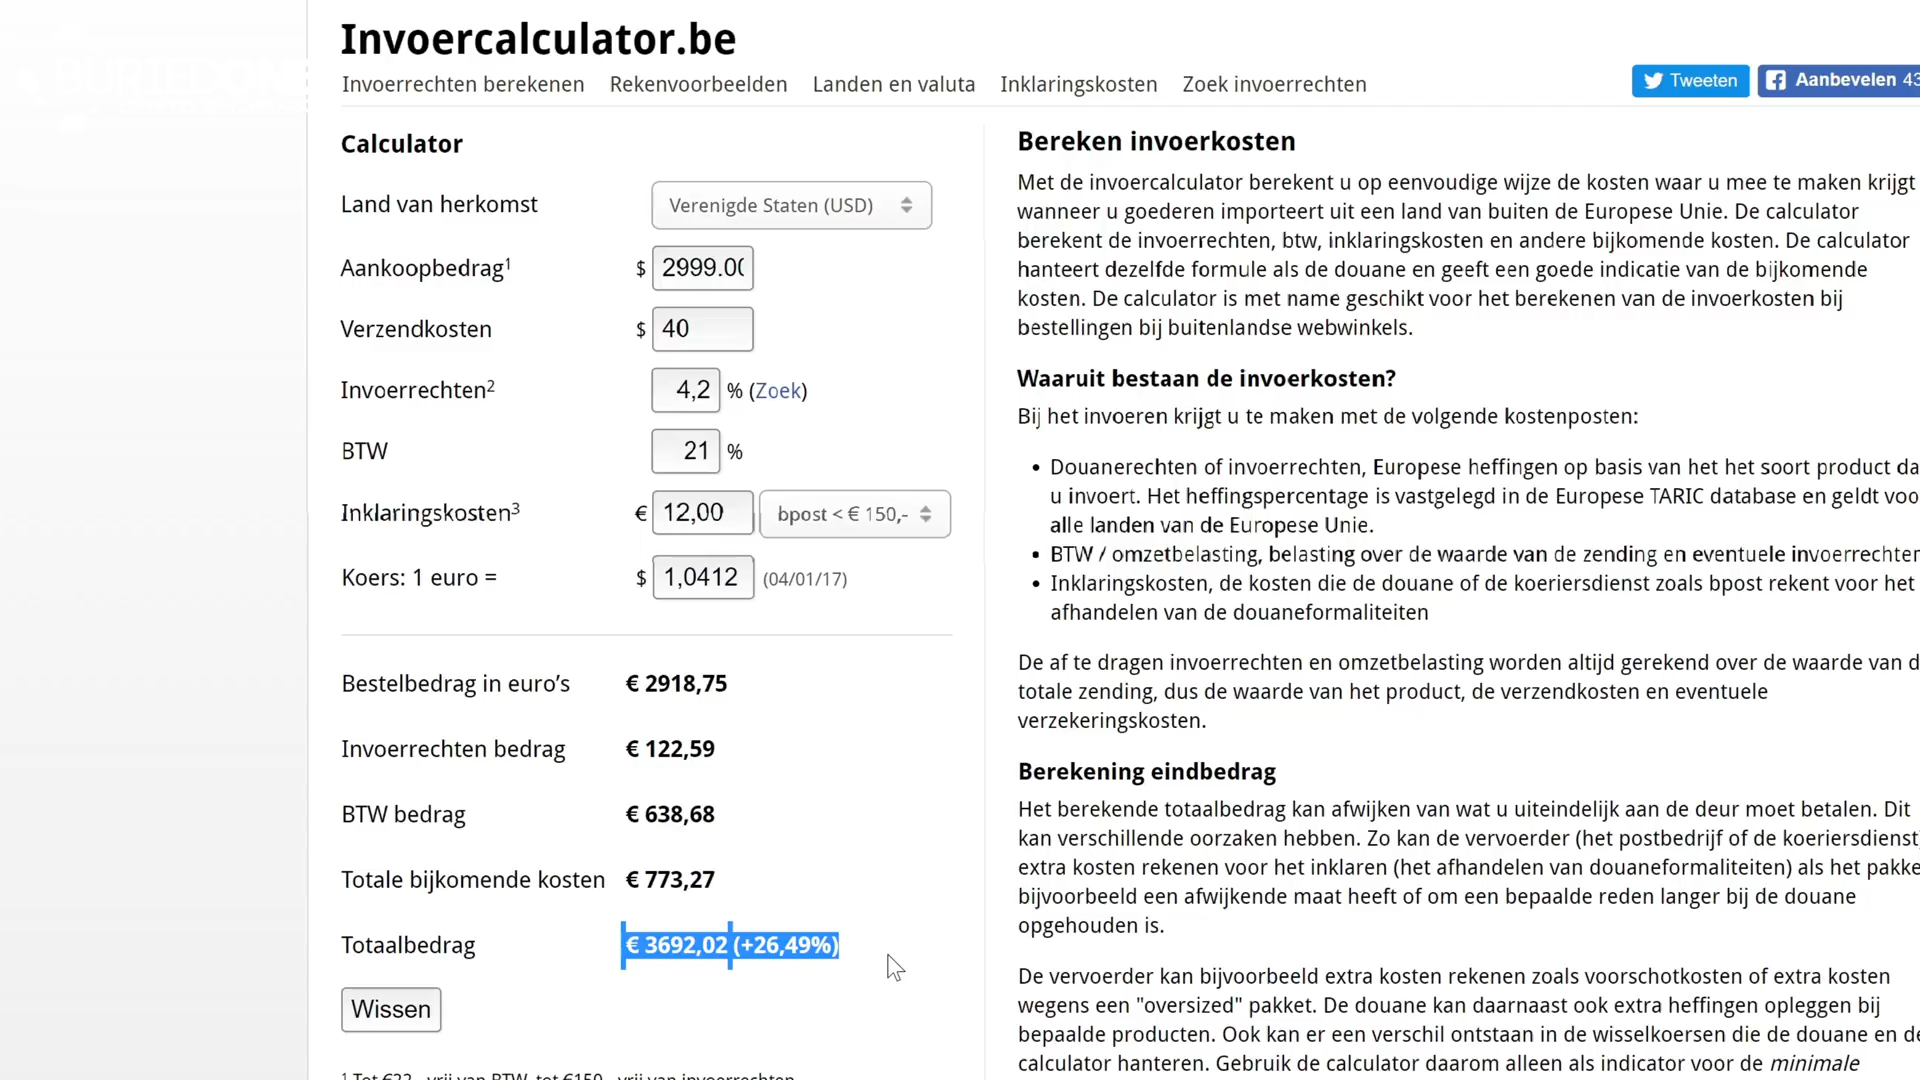 Invoercalculator.be
Invoerrechten berekenen Rekenvoorbeelden Landen en valuta Inklaringskosten Zoek invoerrechten
Tweeten
Aanbevelen 43
Calculator
Land van herkomst Verenigde Staten (USD)
Aankoopbedrag¹ $ 2999.00
Verzendkosten $ 40
Invoerrechten² 4,2 % (Zoek)
BTW 21 %
Inklaringskosten³ € 12,00 bpost < € 150,-
Koers: 1 euro = $ 1,0412 (04/01/17)
Bestelbedrag in euro’s € 2918,75
Invoerrechten bedrag € 122,59
BTW bedrag € 638,68
Totale bijkomende kosten € 773,27
Totaalbedrag € 3692,02 (+26,49%)
Wissen
¹ Tot €22,- vrij van BTW, tot €150,- vrij van invoerrechten
Bereken invoerkosten
Met de invoercalculator berekent u op eenvoudige wijze de kosten waar u mee te maken krijgt
wanneer u goederen importeert uit een land van buiten de Europese Unie. De calculator
berekent de invoerrechten, btw, inklaringskosten en andere bijkomende kosten. De calculator
hanteert dezelfde formule als de douane en geeft een goede indicatie van de bijkomende
kosten. De calculator is met name geschikt voor het berekenen van de invoerkosten bij
bestellingen bij buitenlandse webwinkels.
Waaruit bestaan de invoerkosten?
Bij het invoeren krijgt u te maken met de volgende kostenposten:
• Douanerechten of invoerrechten, Europese heffingen op basis van het het soort product da
u invoert. Het heffingspercentage is vastgelegd in de Europese TARIC database en geldt voo
alle landen van de Europese Unie.
• BTW / omzetbelasting, belasting over de waarde van de zending en eventuele invoerrechten
• Inklaringskosten, de kosten die de douane of de koeriersdienst zoals bpost rekent voor het
afhandelen van de douaneformaliteiten
De af te dragen invoerrechten en omzetbelasting worden altijd gerekend over de waarde van d
totale zending, dus de waarde van het product, de verzendkosten en eventuele
verzekeringskosten.
Berekening eindbedrag
Het berekende totaalbedrag kan afwijken van wat u uiteindelijk aan de deur moet betalen. Dit
kan verschillende oorzaken hebben. Zo kan de vervoerder (het postbedrijf of de koeriersdienst)
extra kosten rekenen voor het inklaren (het afhandelen van douaneformaliteiten) als het pakke
bijvoorbeeld een afwijkende maat heeft of om een bepaalde reden langer bij de douane
opgehouden is.
De vervoerder kan bijvoorbeeld extra kosten rekenen zoals voorschotkosten of extra kosten
wegens een "oversized" pakket. De douane kan daarnaast ook extra heffingen opleggen bij
bepaalde producten. Ook kan er een verschil ontstaan in de wisselkoersen die de douane en de
calculator hanteren. Gebruik de calculator daarom alleen als indicator voor de minimale